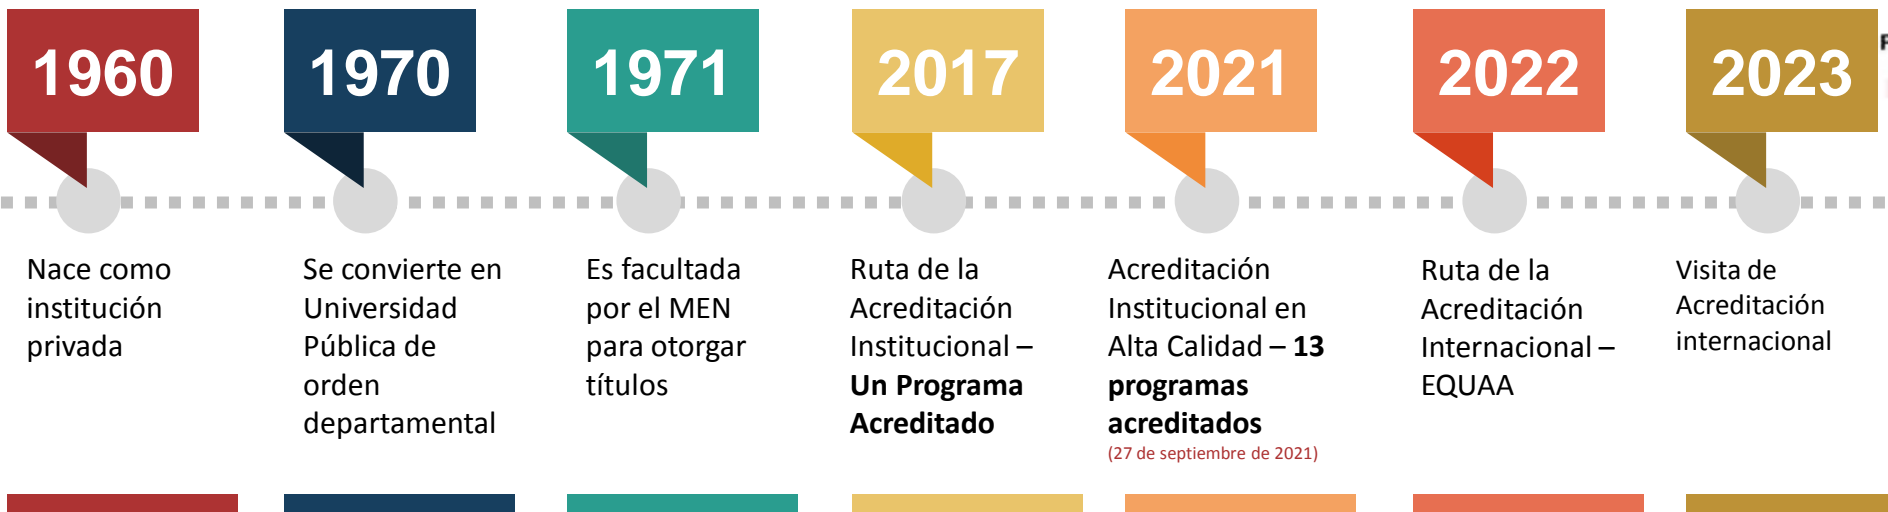 1960
Nace como
institución
privada
1970
Se convierte en
Universidad
Pública de
orden
departamental
1971
Es facultada
por el MEN
para otorgar
títulos
2017
Ruta de la
Acreditación
Institucional –
Un Programa
Acreditado
2021
Acreditación
Institucional en
Alta Calidad – 13
programas
acreditados
(27 de septiembre de 2021)
2022
Ruta de la
Acreditación
Internacional –
EQUAA
2023
Visita de
Acreditación
internacional